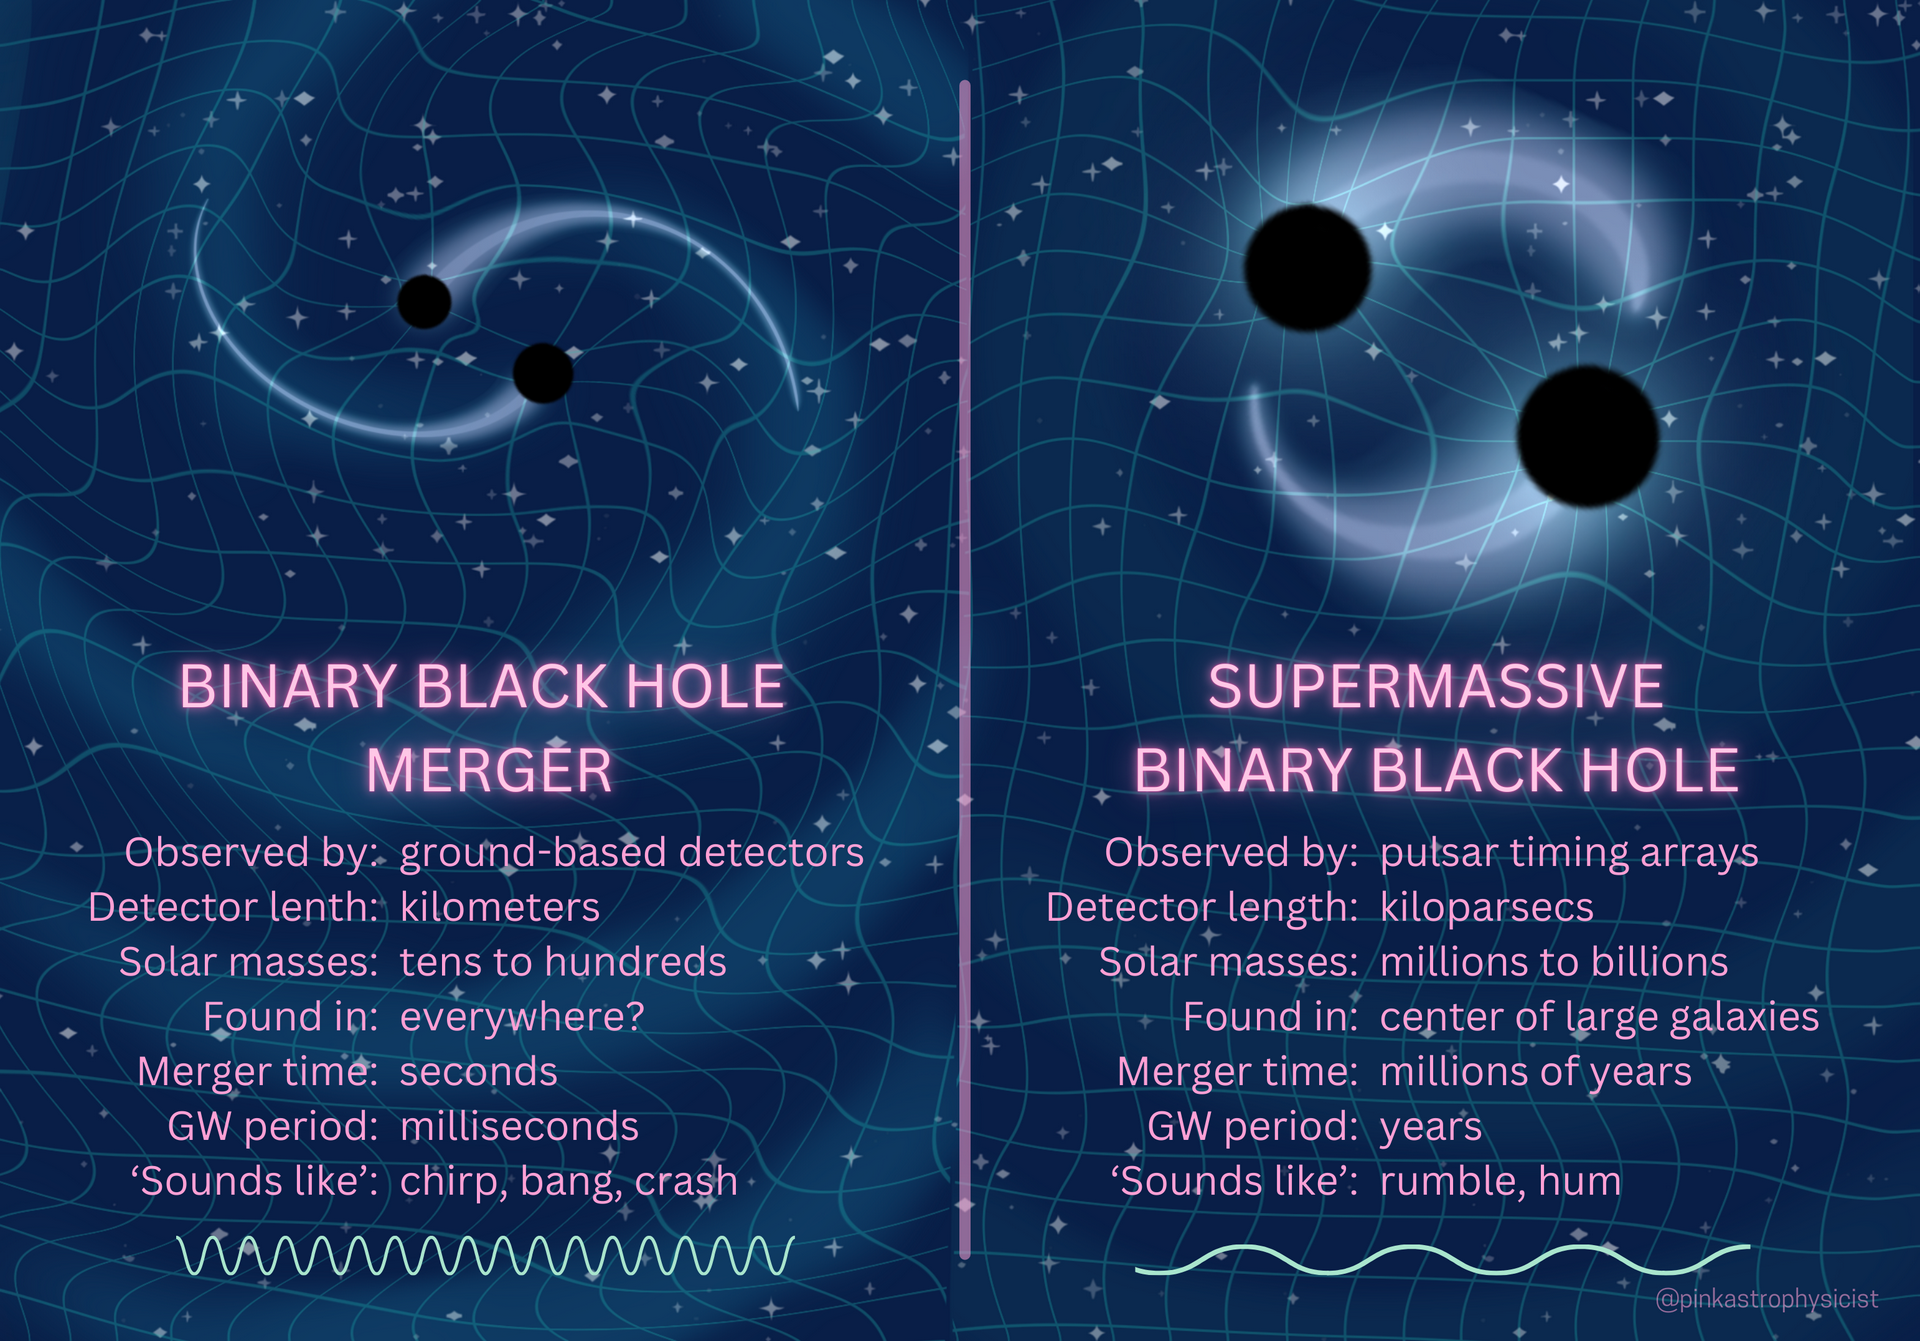 BINARY BLACK HOLE
MERGER
Observed by: ground-based detectors
Detector lenth: kilometers
Solar masses: tens to hundreds
Found in: everywhere?
Merger time: seconds
GW period: milliseconds
‘Sounds like’: chirp, bang, crash
SUPERMASSIVE
BINARY BLACK HOLE
Observed by: pulsar timing arrays
Detector length: kiloparsecs
Solar masses: millions to billions
Found in: center of large galaxies
Merger time: millions of years
GW period: years
‘Sounds like’: rumble, hum
@pinkastrophysicist